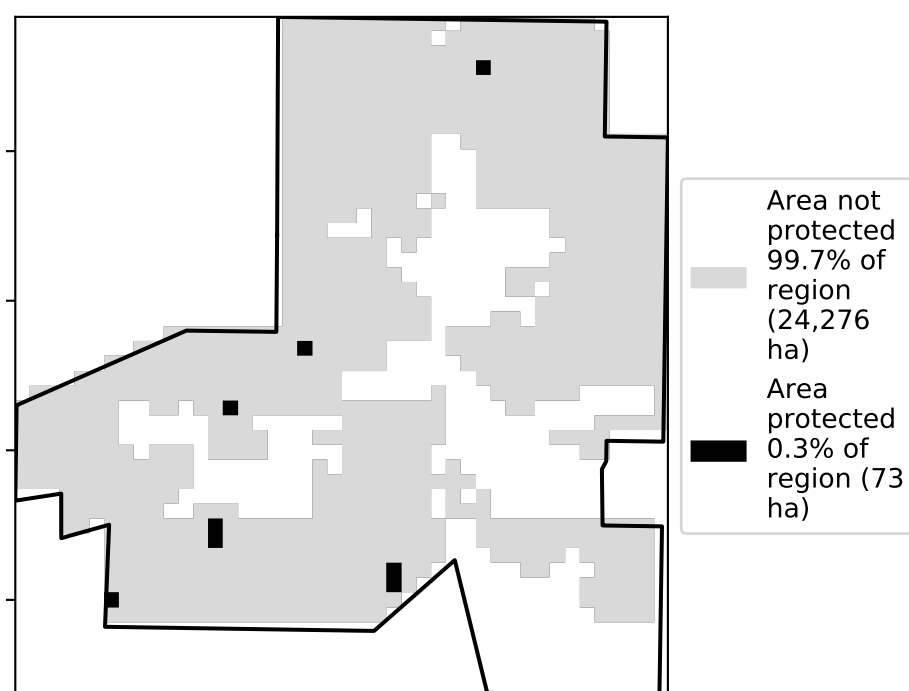 Area not
protected
99.7% of
region
(24,276
ha)
Area
protected
0.3% of
region (73
ha)